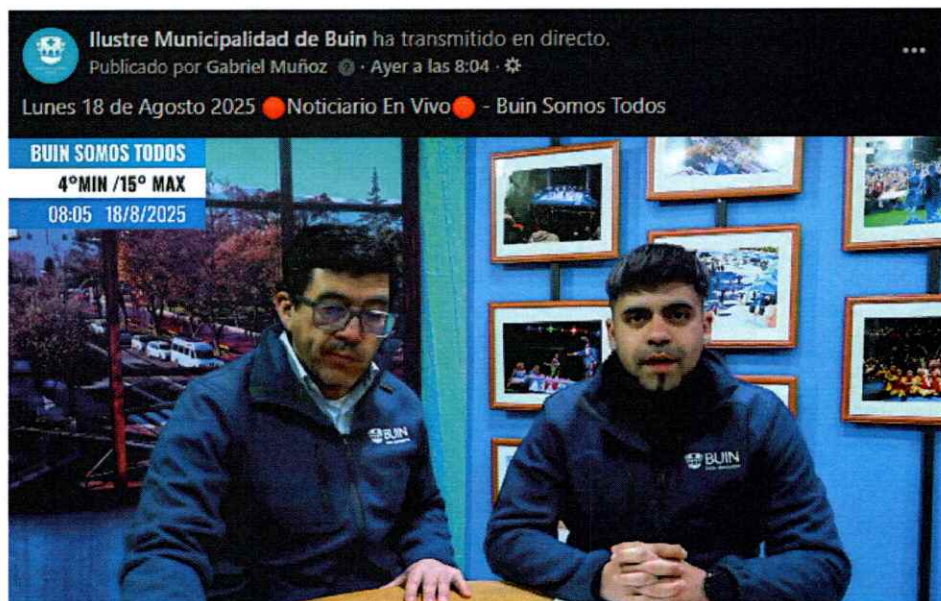 Ilustre Municipalidad de Buin ha transmitido en directo.
Publicado por Gabriel Muñoz · Ayer a las 8:04 ·
Lunes 18 de Agosto 2025 🔴Noticiario En Vivo🔴 - Buin Somos Todos
BUIN SOMOS TODOS
4°MIN /15° MAX
08:05 18/8/2025
BUIN
BUIN